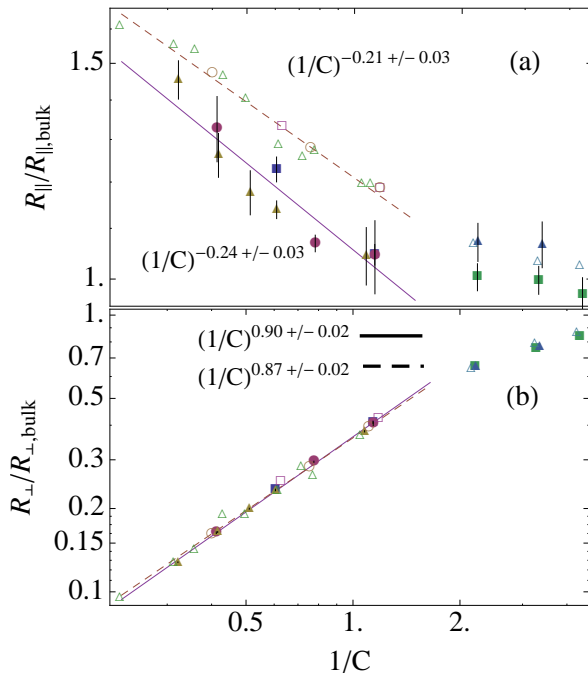 (a)
(1/C)^−0.21 +/− 0.03
1.5
R∥/R∥,bulk
(1/C)^−0.24 +/− 0.03
1.
1.
(1/C)^0.90 +/− 0.02
0.7
(1/C)^0.87 +/− 0.02
0.5
(b)
R⊥/R⊥,bulk
0.3
0.2
0.15
0.1
0.5 1. 2.
1/C